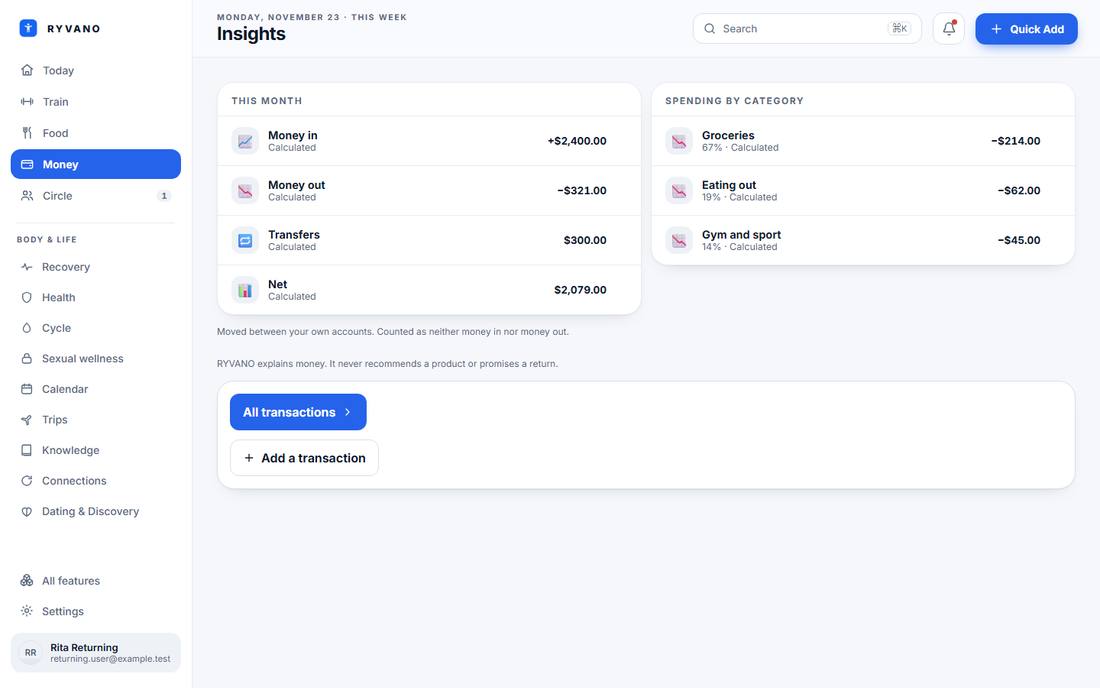 RYVANO
Today
Train
Food
Money
Circle
1
BODY & LIFE
Recovery
Health
Cycle
Sexual wellness
Calendar
Trips
Knowledge
Connections
Dating & Discovery
All features
Settings
RR
Rita Returning
returning.user@example.test
MONDAY, NOVEMBER 23 · THIS WEEK
Insights
Search
⌘K
Quick Add
THIS MONTH
Money in
Calculated
+$2,400.00
Money out
Calculated
−$321.00
Transfers
Calculated
$300.00
Net
Calculated
$2,079.00
SPENDING BY CATEGORY
Groceries
67% · Calculated
−$214.00
Eating out
19% · Calculated
−$62.00
Gym and sport
14% · Calculated
−$45.00
Moved between your own accounts. Counted as neither money in nor money out.
RYVANO explains money. It never recommends a product or promises a return.
All transactions
Add a transaction